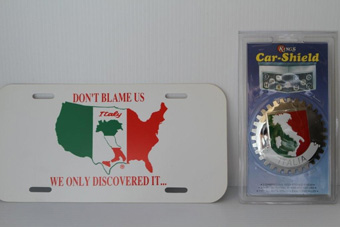 DON'T BLAME US
Italy
WE ONLY DISCOVERED IT...
Car-Shield
ITALIA